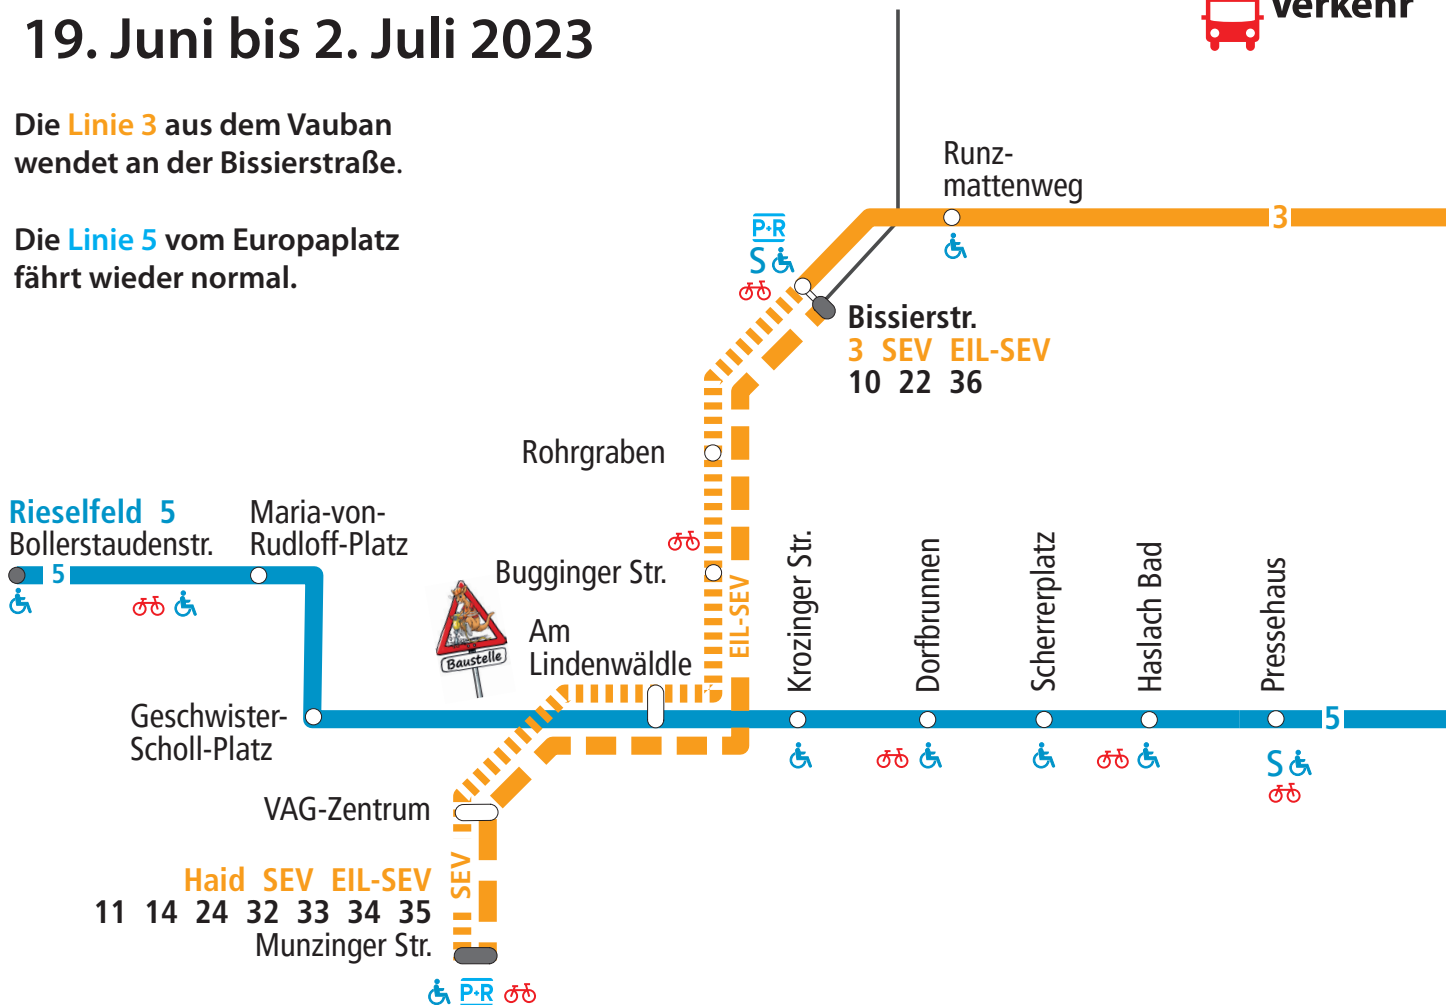 19. Juni bis 2. Juli 2023
verkehr
Die Linie 3 aus dem Vauban
wendet an der Bissierstraße.
Die Linie 5 vom Europaplatz
fährt wieder normal.
Runz-
mattenweg
3
P+R
S
Bissierstr.
3 SEV EIL-SEV
10 22 36
Rohrgraben
Rieselfeld 5
Bollerstaudenstr.
Maria-von-
Rudloff-Platz
5
Bugginger Str.
EIL-SEV
Baustelle
Am
Lindenwäldle
Krozinger Str.
Dorfbrunnen
Scherrerplatz
Haslach Bad
Pressehaus
Geschwister-
Scholl-Platz
5
S
VAG-Zentrum
SEV
Haid SEV EIL-SEV
11 14 24 32 33 34 35
Munzinger Str.
P+R